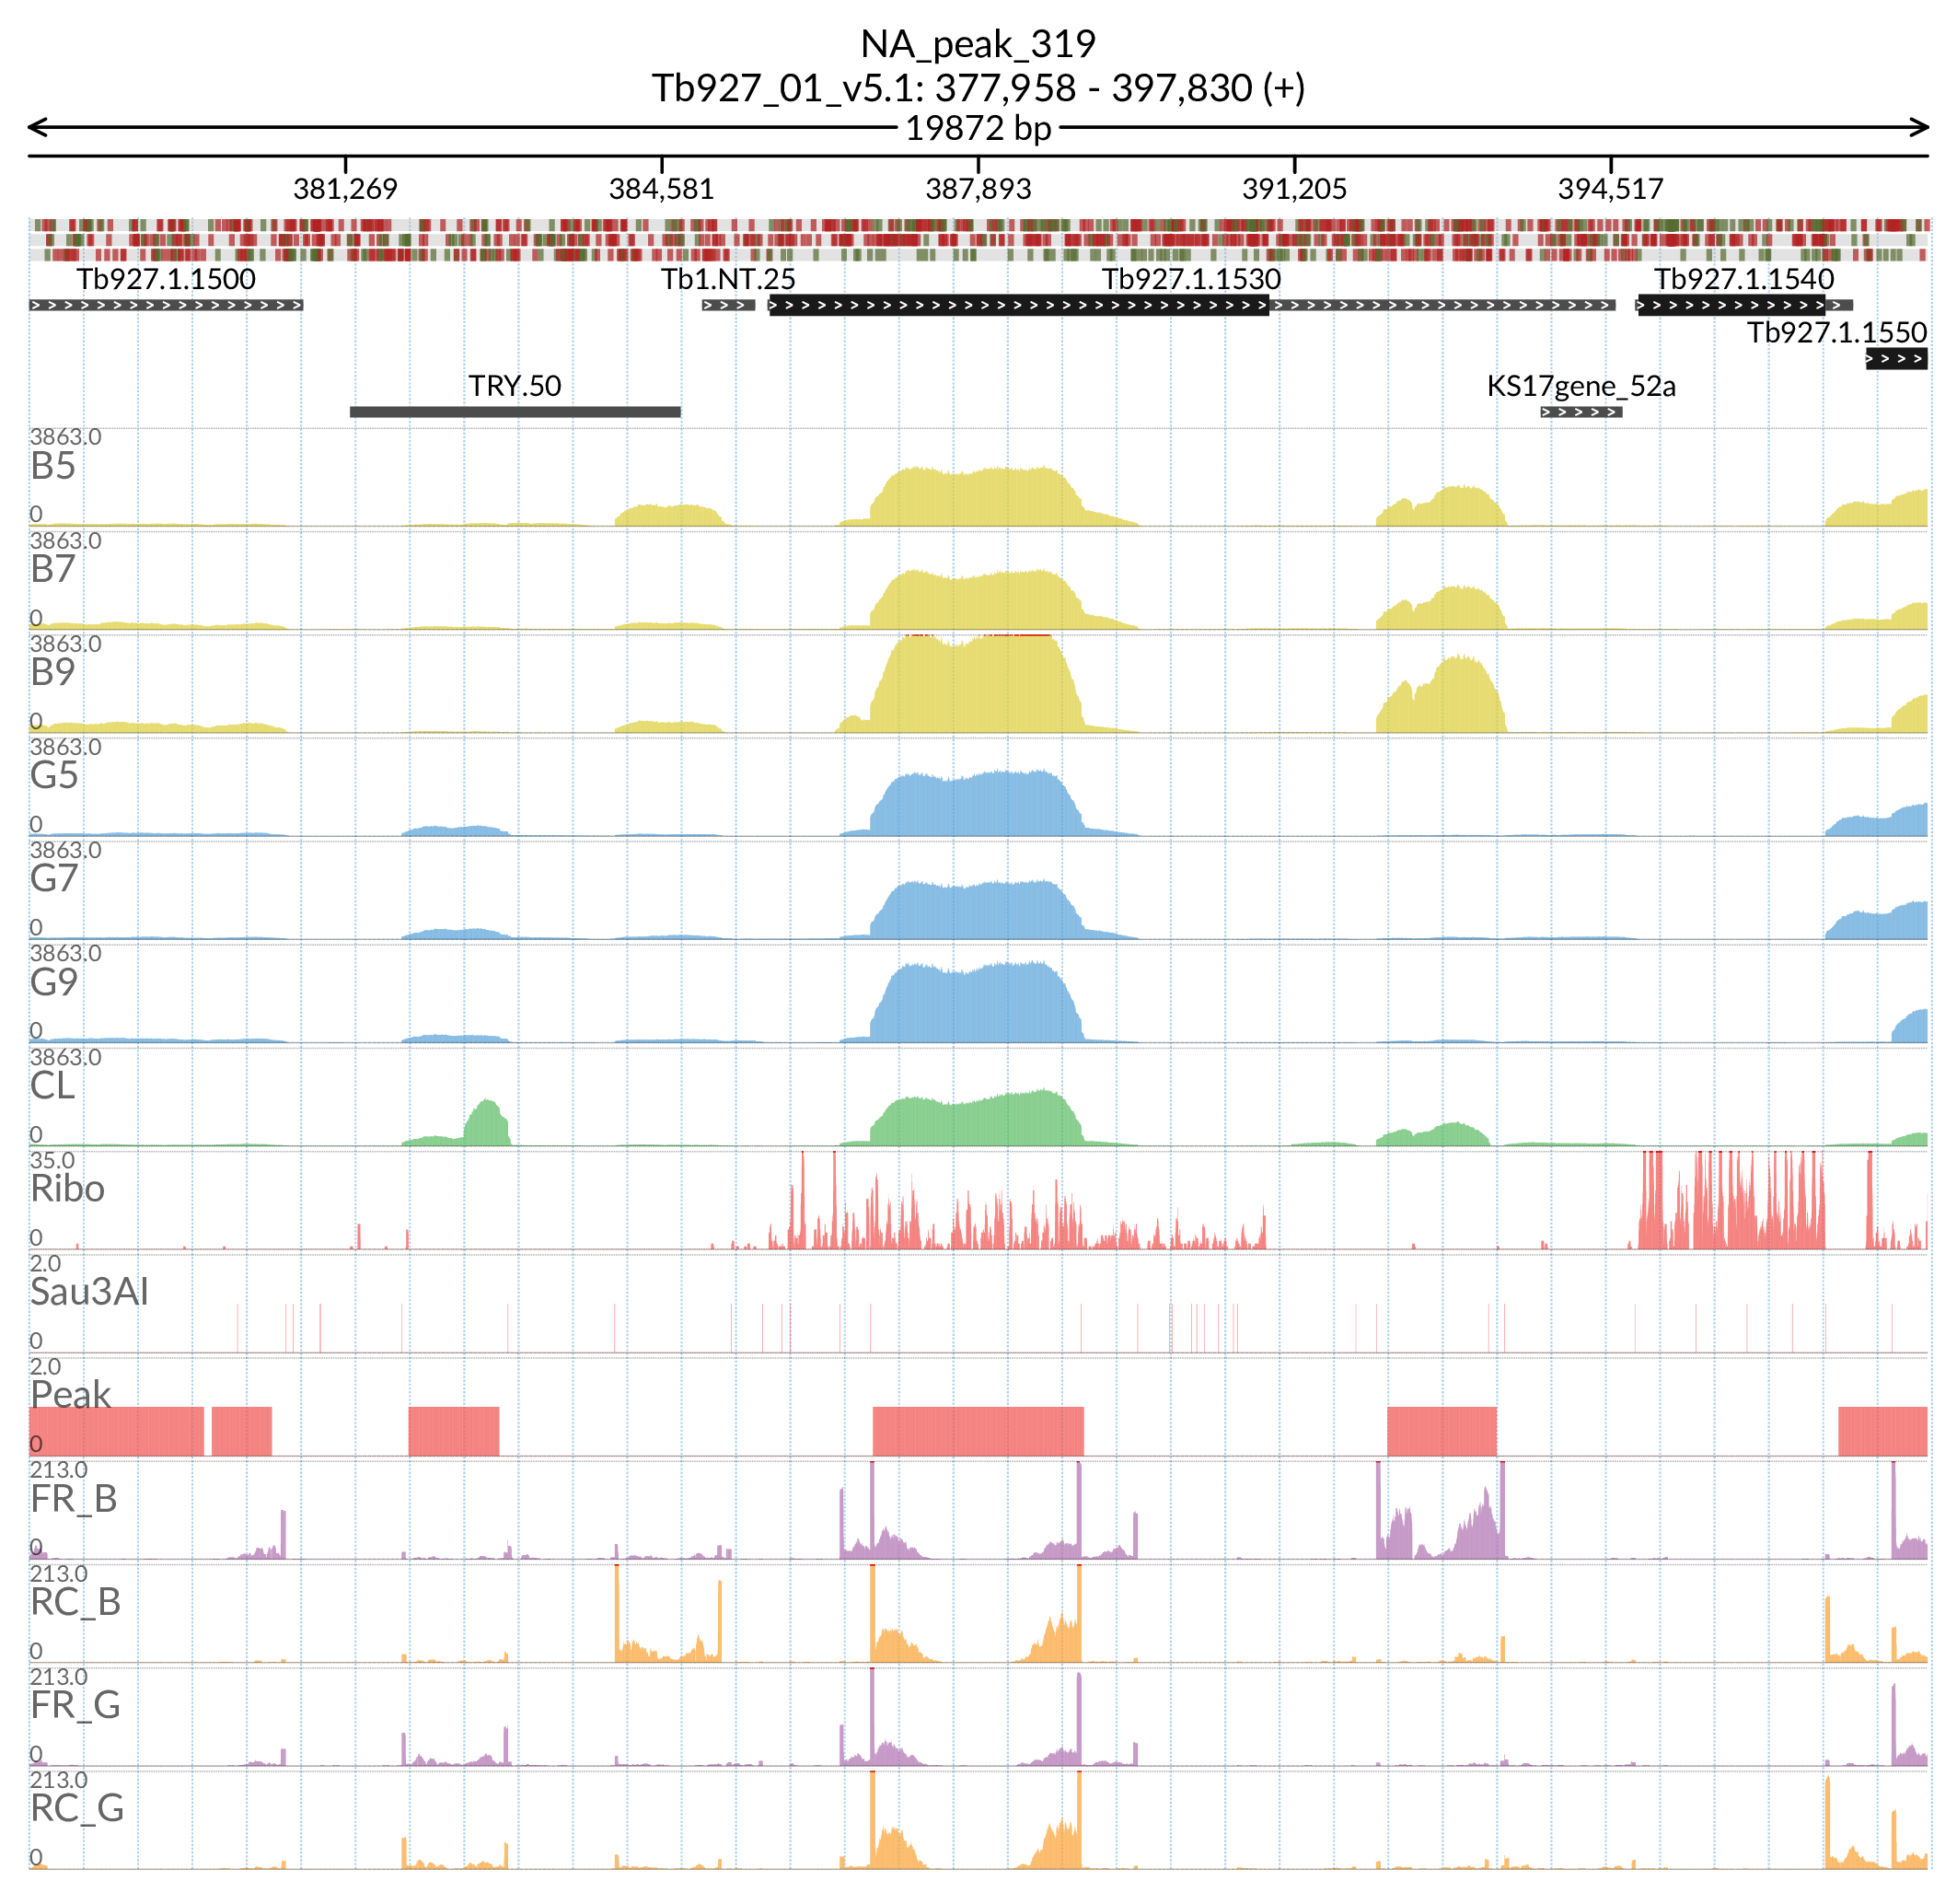 NA_peak_319
Tb927_01_v5.1: 377,958 - 397,830 (+)
19872 bp
381,269 384,581 387,893 391,205 394,517
Tb927.1.1500 Tb1.NT.25 Tb927.1.1530 Tb927.1.1540
Tb927.1.1550
TRY.50 KS17gene_52a
3863.0
B5
0
3863.0
B7
0
3863.0
B9
0
3863.0
G5
0
3863.0
G7
0
3863.0
G9
0
3863.0
CL
0
35.0
Ribo
0
2.0
Sau3AI
0
2.0
Peak
0
213.0
FR_B
0
213.0
RC_B
0
213.0
FR_G
0
213.0
RC_G
0